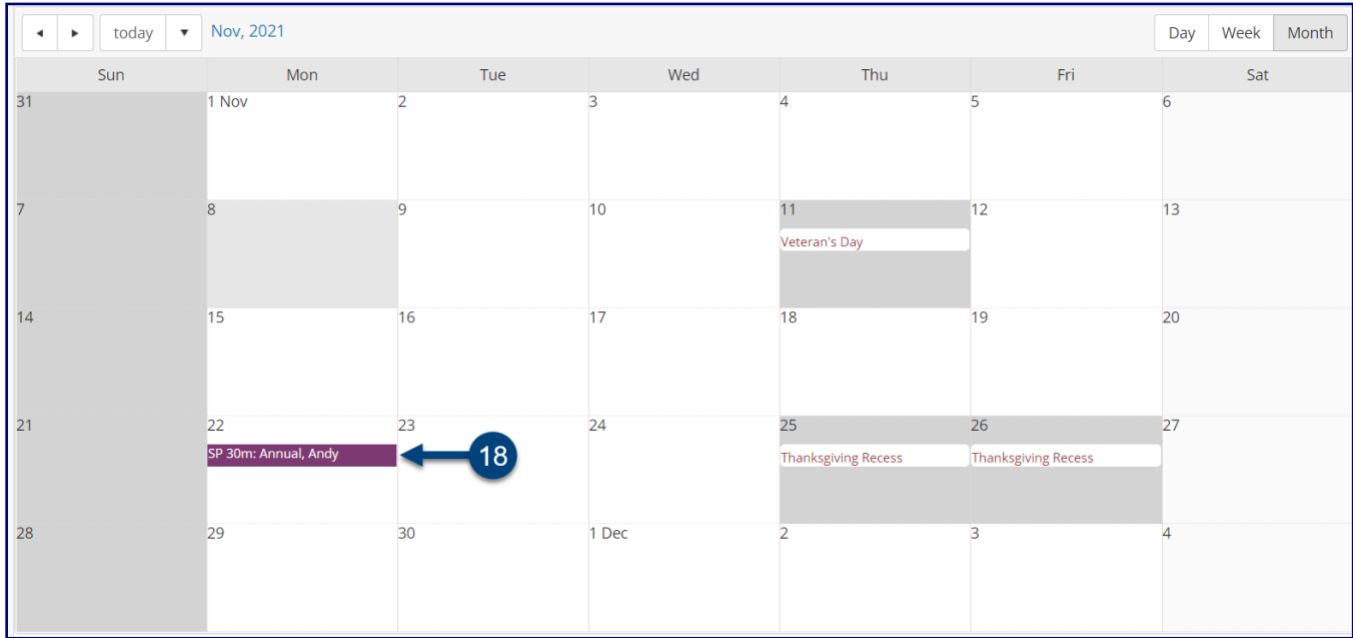 today Nov, 2021 Day Week Month
Sun Mon Tue Wed Thu Fri Sat
31 1 Nov 2 3 4 5 6
7 8 9 10 11 12 13
Veteran's Day
14 15 16 17 18 19 20
21 22 23 24 25 26 27
SP 30m: Annual, Andy 18 Thanksgiving Recess Thanksgiving Recess
28 29 30 1 Dec 2 3 4